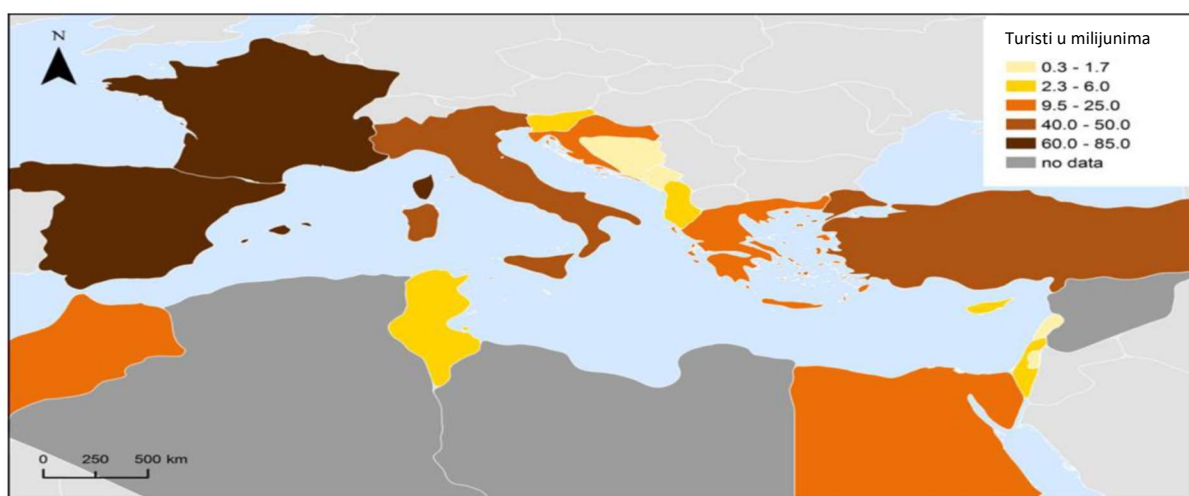 N
Turisti u milijunima
0.3 - 1.7
2.3 - 6.0
9.5 - 25.0
40.0 - 50.0
60.0 - 85.0
no data
0 250 500 km